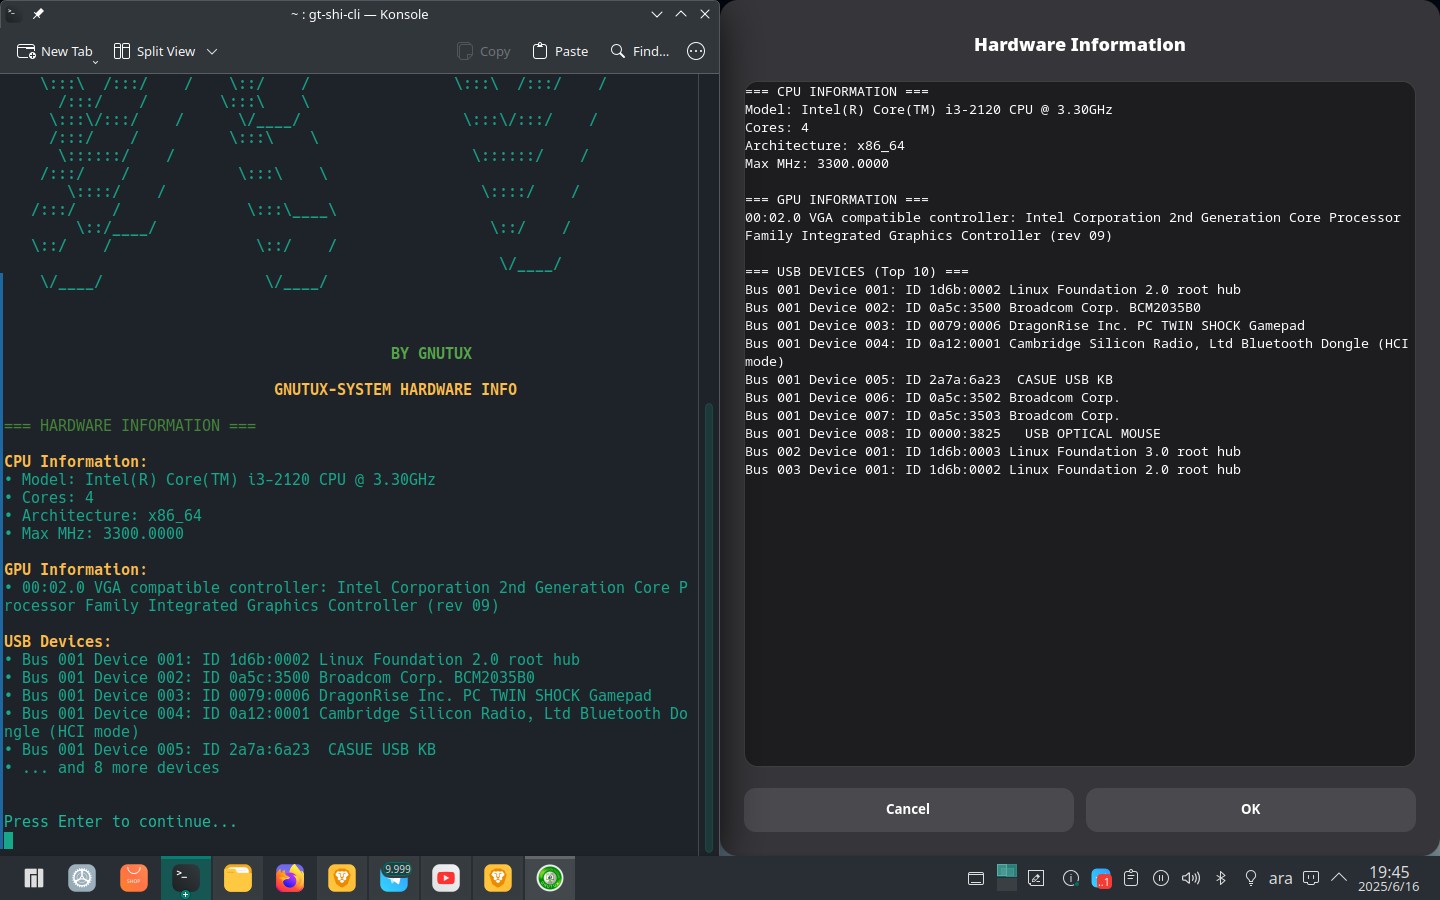 ~ : gt-shi-cli — Konsole
New Tab
Split View
Copy
Paste
Find...
BY GNUTUX
GNUTUX-SYSTEM HARDWARE INFO
=== HARDWARE INFORMATION ===
CPU Information:
• Model: Intel(R) Core(TM) i3-2120 CPU @ 3.30GHz
• Cores: 4
• Architecture: x86_64
• Max MHz: 3300.0000
GPU Information:
• 00:02.0 VGA compatible controller: Intel Corporation 2nd Generation Core P
rocessor Family Integrated Graphics Controller (rev 09)
USB Devices:
• Bus 001 Device 001: ID 1d6b:0002 Linux Foundation 2.0 root hub
• Bus 001 Device 002: ID 0a5c:3500 Broadcom Corp. BCM2035B0
• Bus 001 Device 003: ID 0079:0006 DragonRise Inc. PC TWIN SHOCK Gamepad
• Bus 001 Device 004: ID 0a12:0001 Cambridge Silicon Radio, Ltd Bluetooth Do
ngle (HCI mode)
• Bus 001 Device 005: ID 2a7a:6a23  CASUE USB KB
• ... and 8 more devices
Press Enter to continue...
Hardware Information
=== CPU INFORMATION ===
Model: Intel(R) Core(TM) i3-2120 CPU @ 3.30GHz
Cores: 4
Architecture: x86_64
Max MHz: 3300.0000
=== GPU INFORMATION ===
00:02.0 VGA compatible controller: Intel Corporation 2nd Generation Core Processor
Family Integrated Graphics Controller (rev 09)
=== USB DEVICES (Top 10) ===
Bus 001 Device 001: ID 1d6b:0002 Linux Foundation 2.0 root hub
Bus 001 Device 002: ID 0a5c:3500 Broadcom Corp. BCM2035B0
Bus 001 Device 003: ID 0079:0006 DragonRise Inc. PC TWIN SHOCK Gamepad
Bus 001 Device 004: ID 0a12:0001 Cambridge Silicon Radio, Ltd Bluetooth Dongle (HCI
mode)
Bus 001 Device 005: ID 2a7a:6a23  CASUE USB KB
Bus 001 Device 006: ID 0a5c:3502 Broadcom Corp.
Bus 001 Device 007: ID 0a5c:3503 Broadcom Corp.
Bus 001 Device 008: ID 0000:3825   USB OPTICAL MOUSE
Bus 002 Device 001: ID 1d6b:0003 Linux Foundation 3.0 root hub
Bus 003 Device 001: ID 1d6b:0002 Linux Foundation 2.0 root hub
Cancel
OK
SHOP
9.999
..1
ara
19:45
2025/6/16